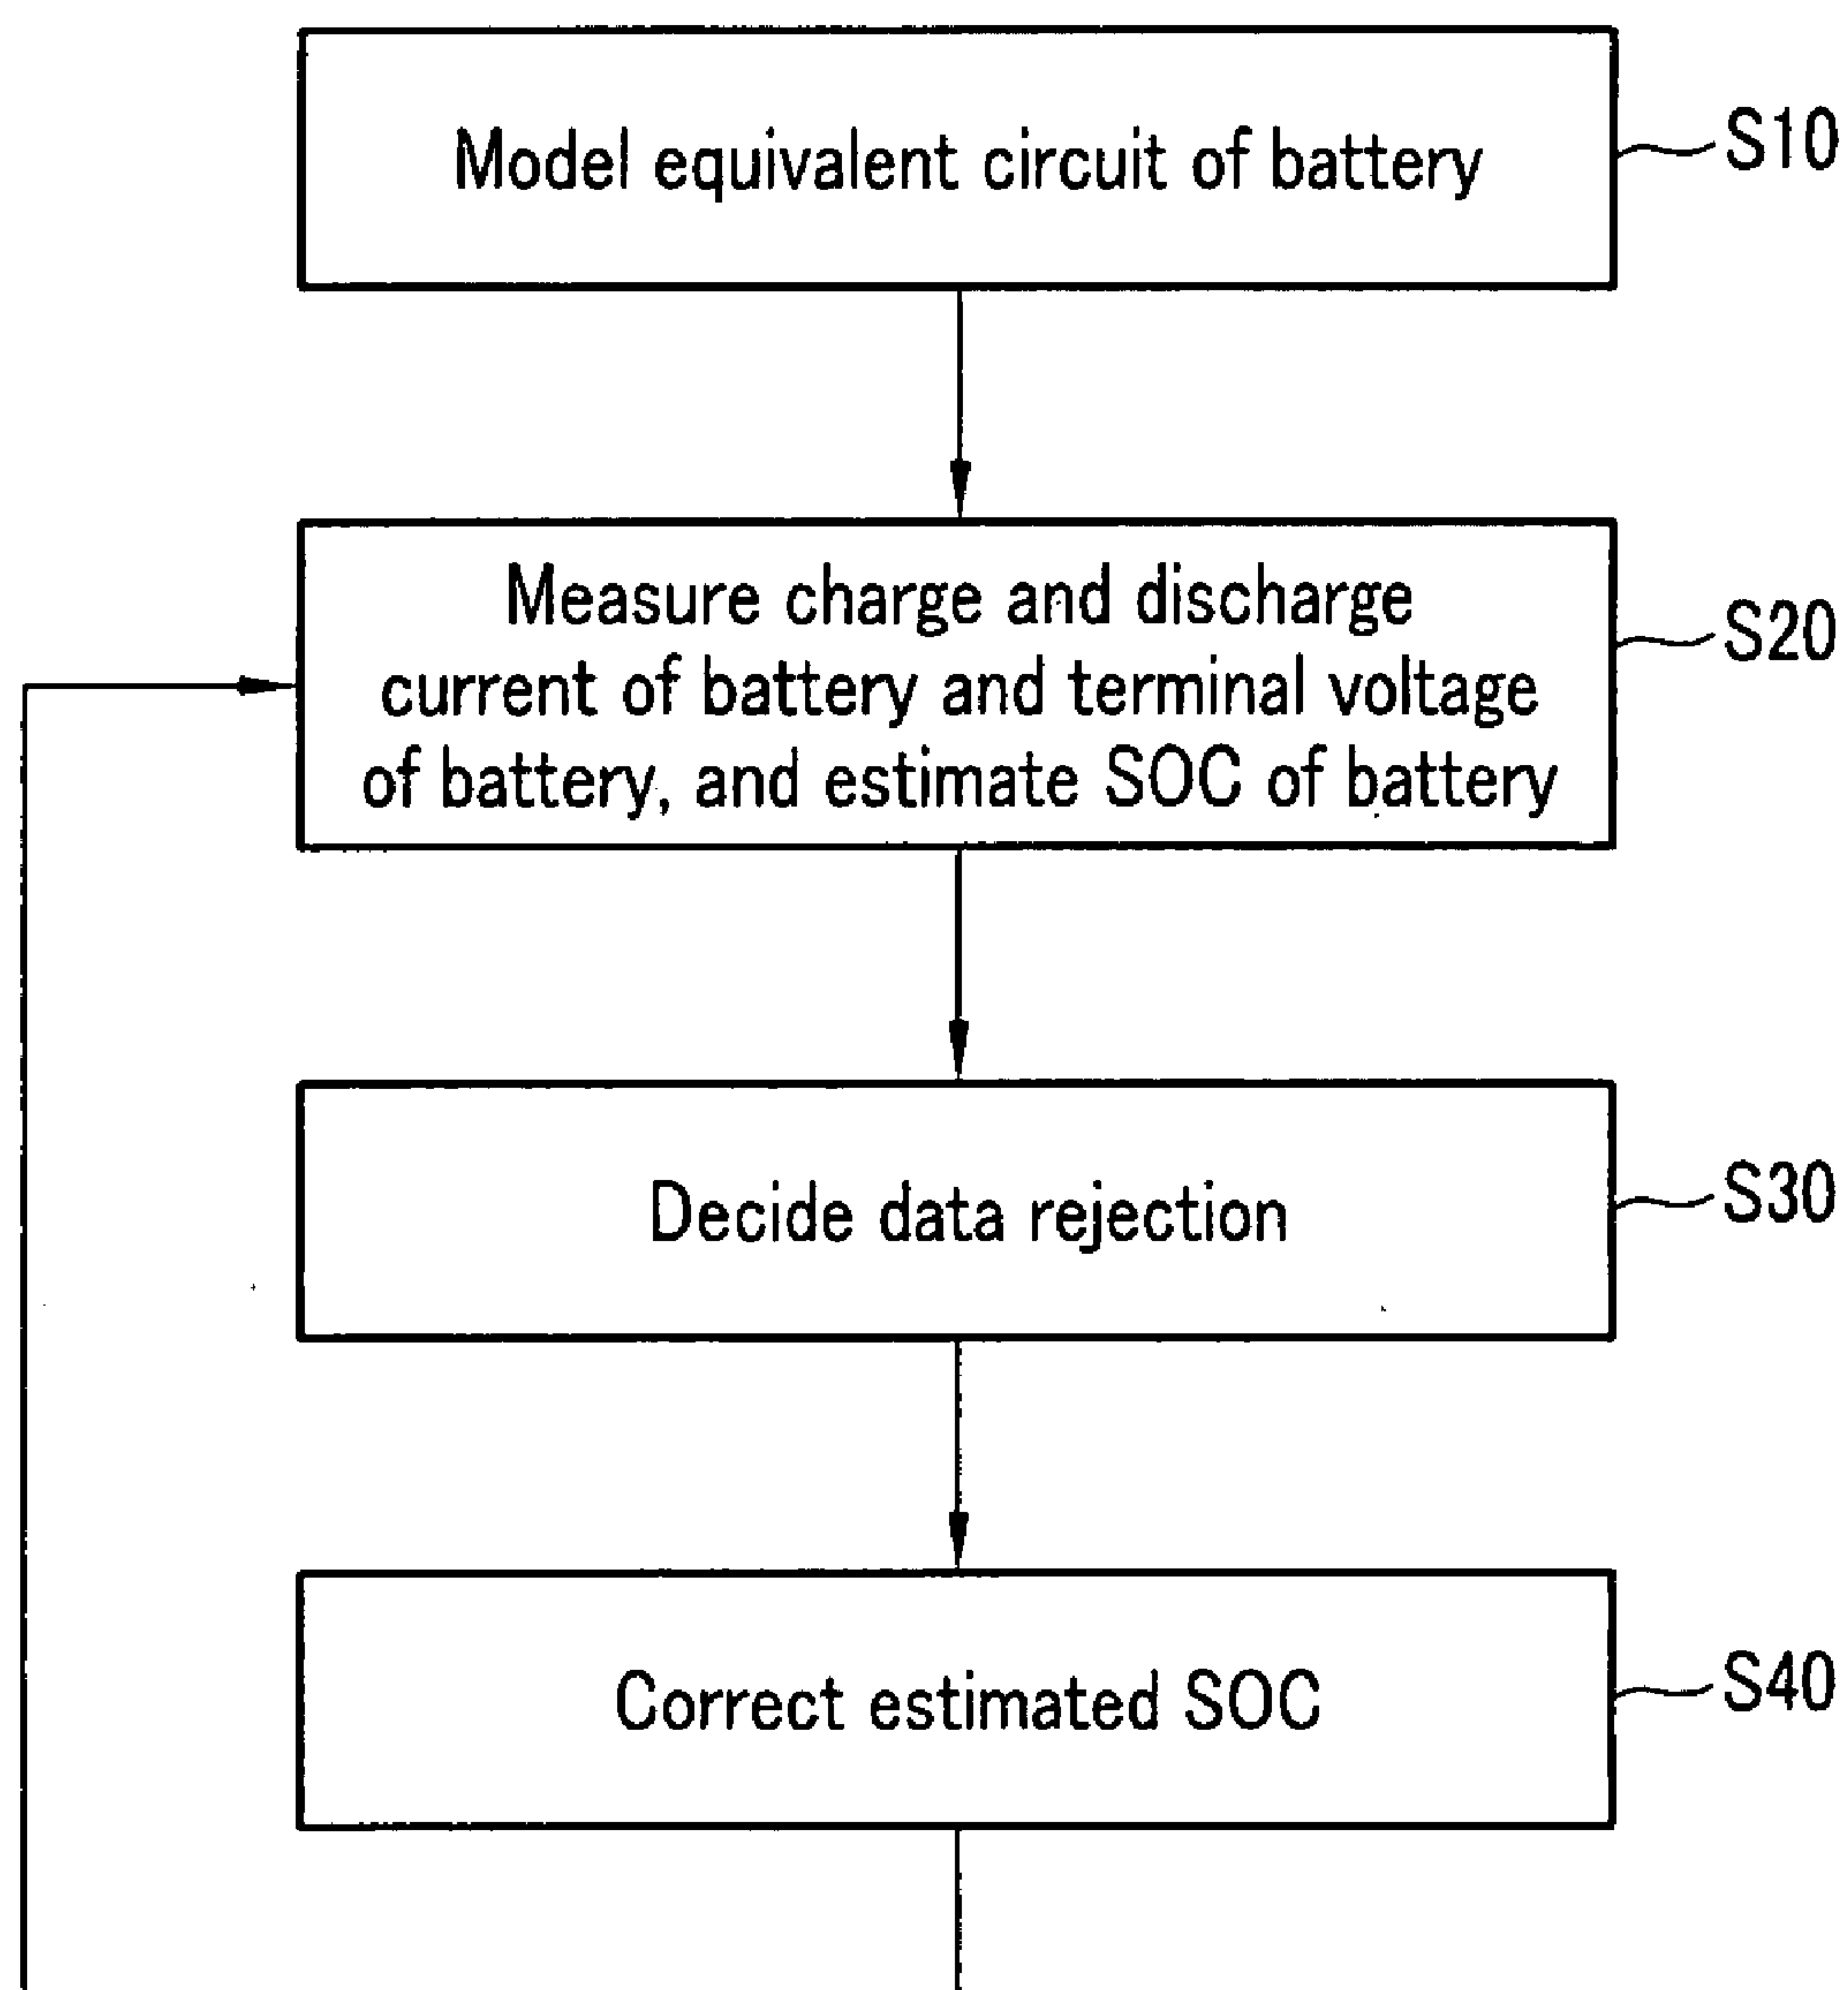 Model equivalent circuit of battery
S10
Measure charge and discharge
current of battery and terminal voltage
of battery, and estimate SOC of battery
S20
Decide data rejection
S30
Correct estimated SOC
S40